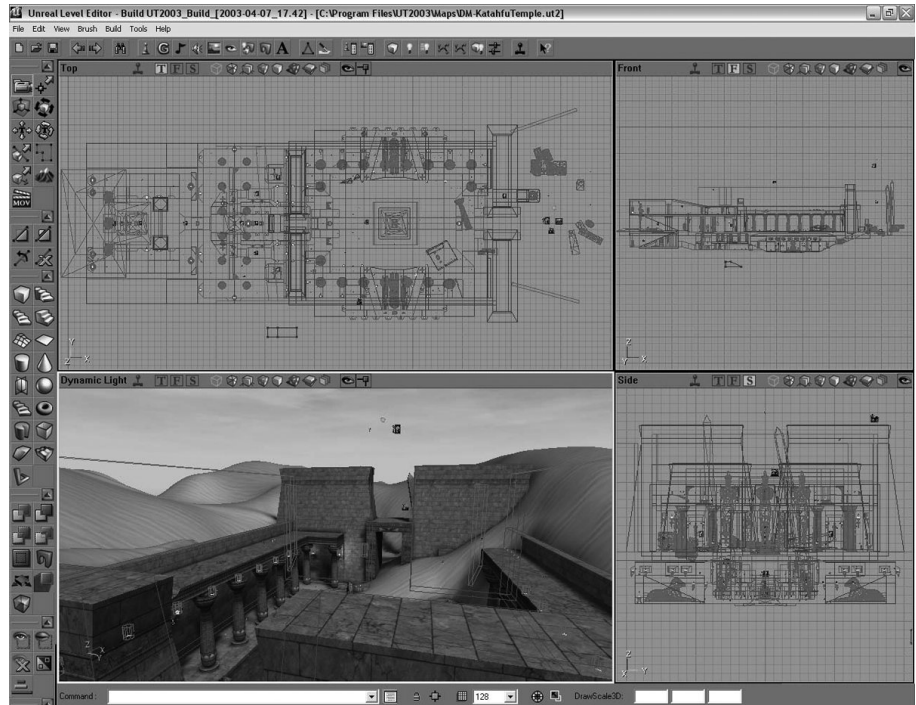 Unreal Level Editor - Build UT2003_Build_[2003-04-07_17.42] - [C:\Program Files\UT2003\Maps\DM-KatahfuTemple.ut2]
File Edit View Brush Build Tools Help
Top T F S
Front T F S
MOV
Y
Z X
Z
Dynamic Light T F S
Side T F S
Command :
128
DrawScale3D: